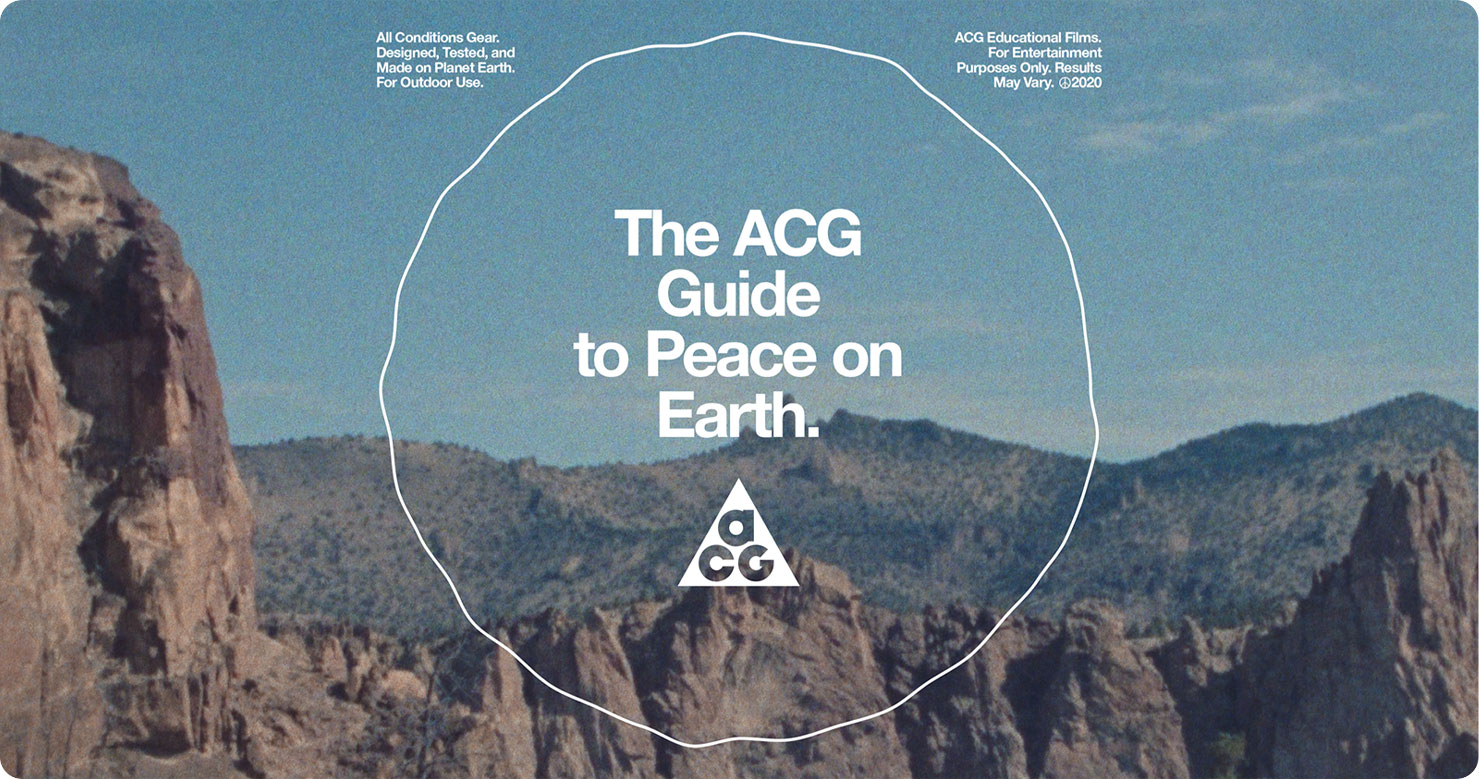 All Conditions Gear.
Designed, Tested, and
Made on Planet Earth.
For Outdoor Use.
ACG Educational Films.
For Entertainment
Purposes Only. Results
May Vary. ☮2020
The ACG
Guide
to Peace on
Earth.
a
CG